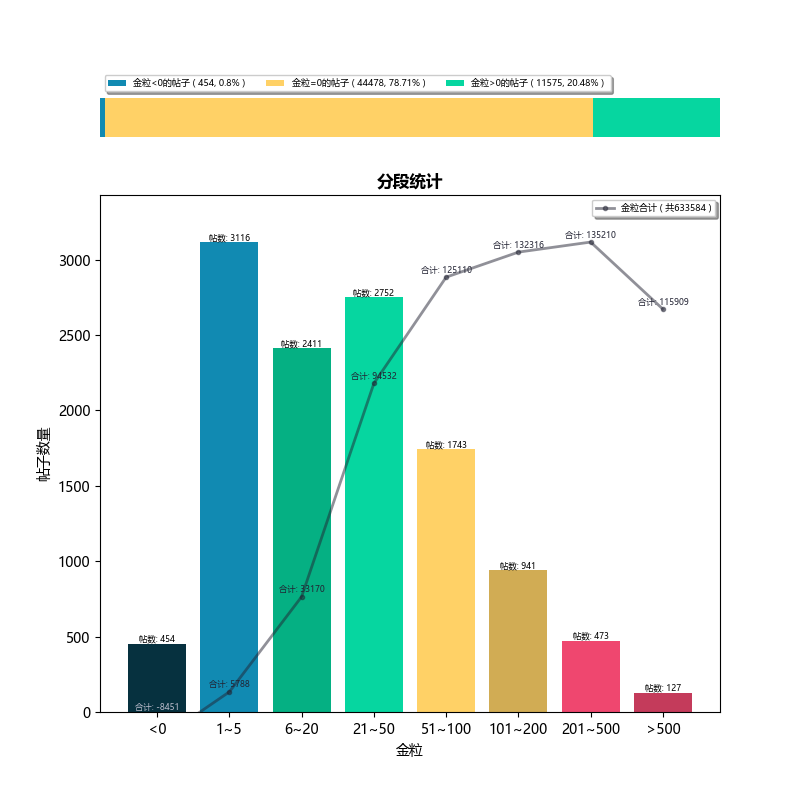 金粒<0的帖子 ( 454, 0.8% ) 金粒=0的帖子 ( 44478, 78.71% ) 金粒>0的帖子 ( 11575, 20.48% )
分段统计
金粒合计 ( 共633584 )
帖数: 3116
帖数: 2411
帖数: 2752
帖数: 1743
帖数: 941
帖数: 473
帖数: 127
帖数: 454
合计: -8451
合计: 5788
合计: 33170
合计: 94532
合计: 125110
合计: 132316
合计: 135210
合计: 115909
3000
2500
2000
1500
1000
500
0
帖子数量
<0 1~5 6~20 21~50 51~100 101~200 201~500 >500
金粒